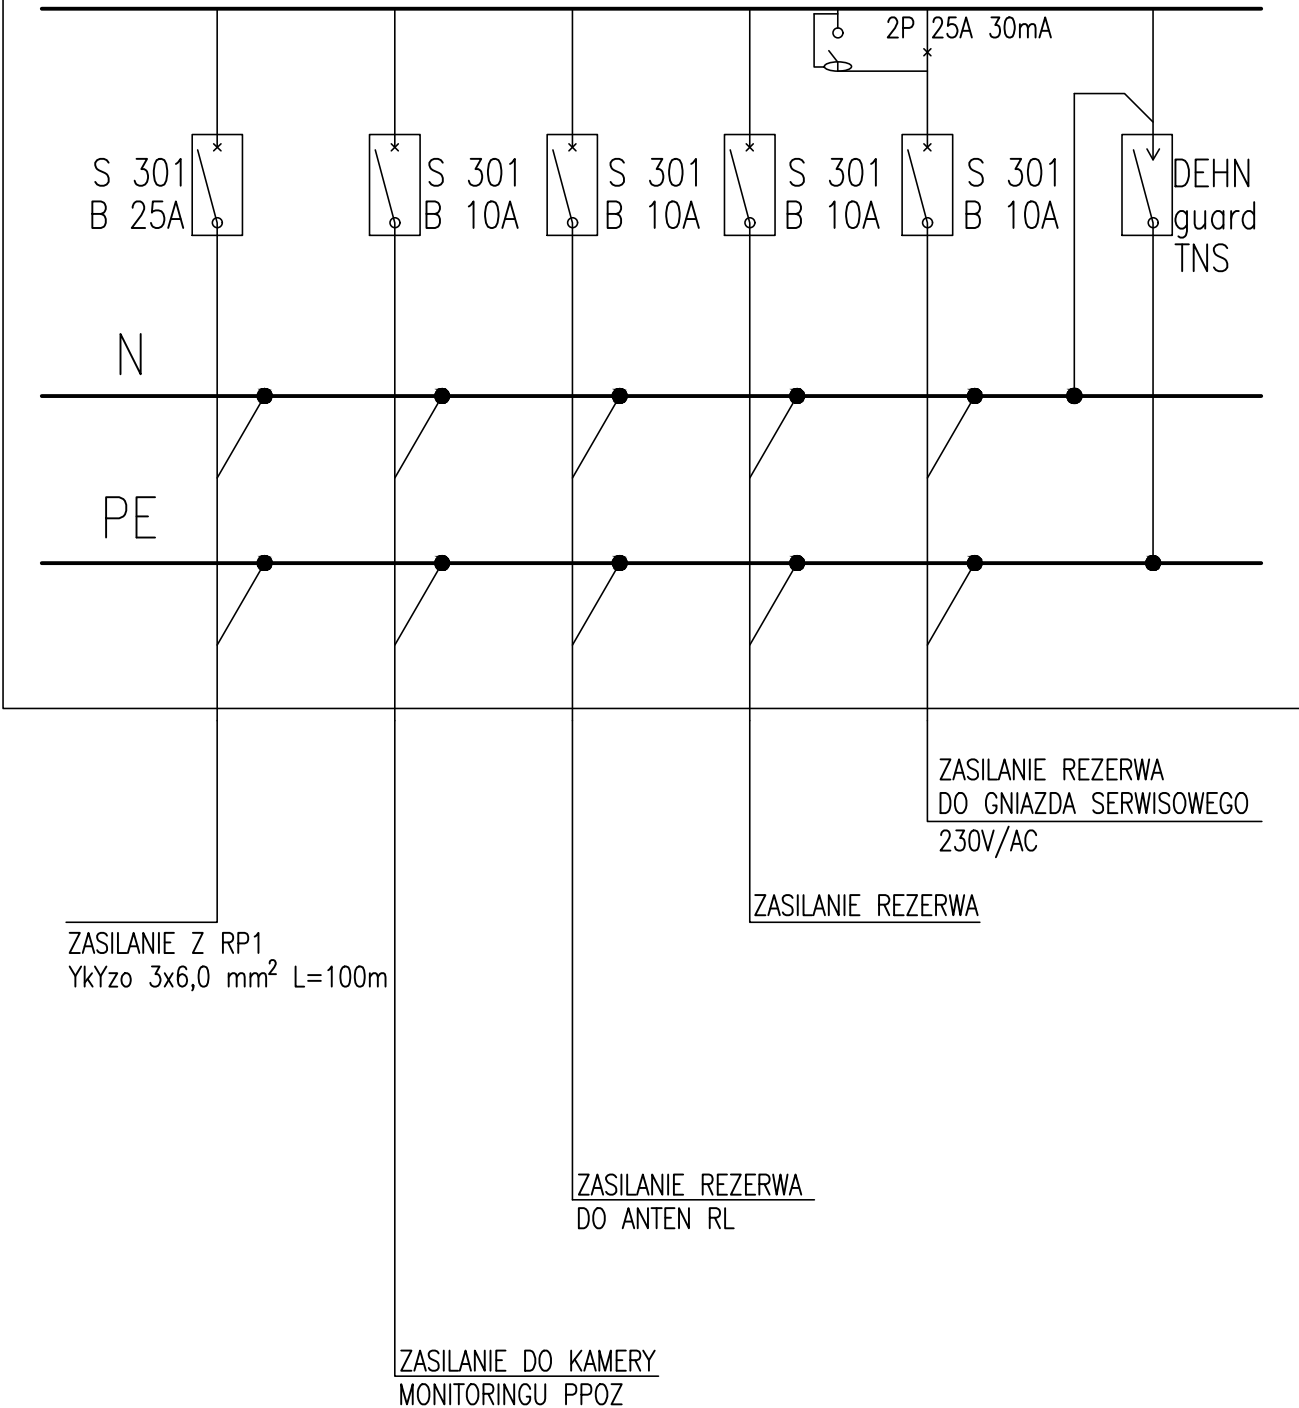 2P 25A 30mA
S 301
B 25A
S 301
B 10A
S 301
B 10A
S 301
B 10A
S 301
B 10A
DEHN
guard
TNS
N
PE
ZASILANIE REZERWA
DO GNIAZDA SERWISOWEGO
230V/AC
ZASILANIE REZERWA
ZASILANIE Z RP1
YkYzo 3x6,0 mm² L=100m
ZASILANIE REZERWA
DO ANTEN RL
ZASILANIE DO KAMERY
MONITORINGU PPOZ